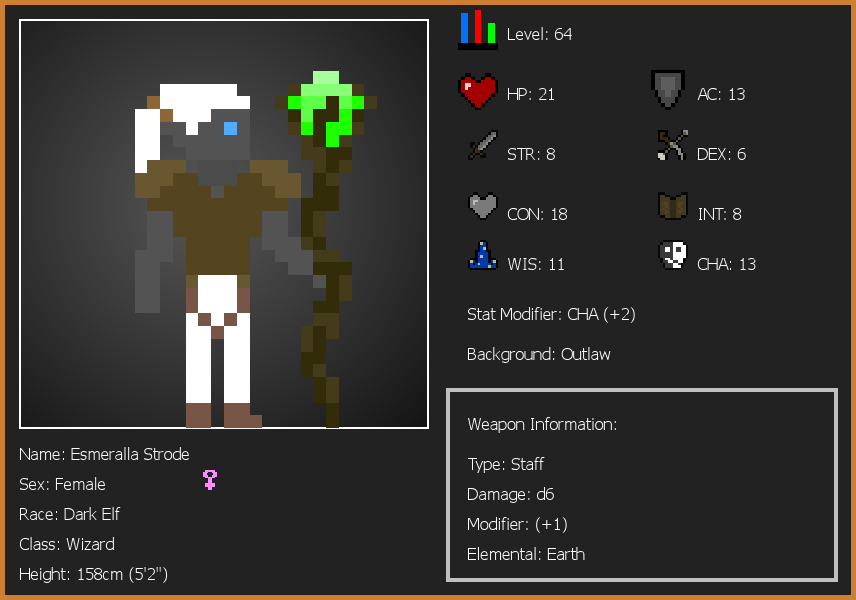 Level: 64
HP: 21
AC: 13
STR: 8
DEX: 6
CON: 18
INT: 8
WIS: 11
CHA: 13
Stat Modifier: CHA (+2)
Background: Outlaw
Weapon Information:
Type: Staff
Damage: d6
Modifier: (+1)
Elemental: Earth
Name: Esmeralla Strode
Sex: Female
Race: Dark Elf
Class: Wizard
Height: 158cm (5'2")